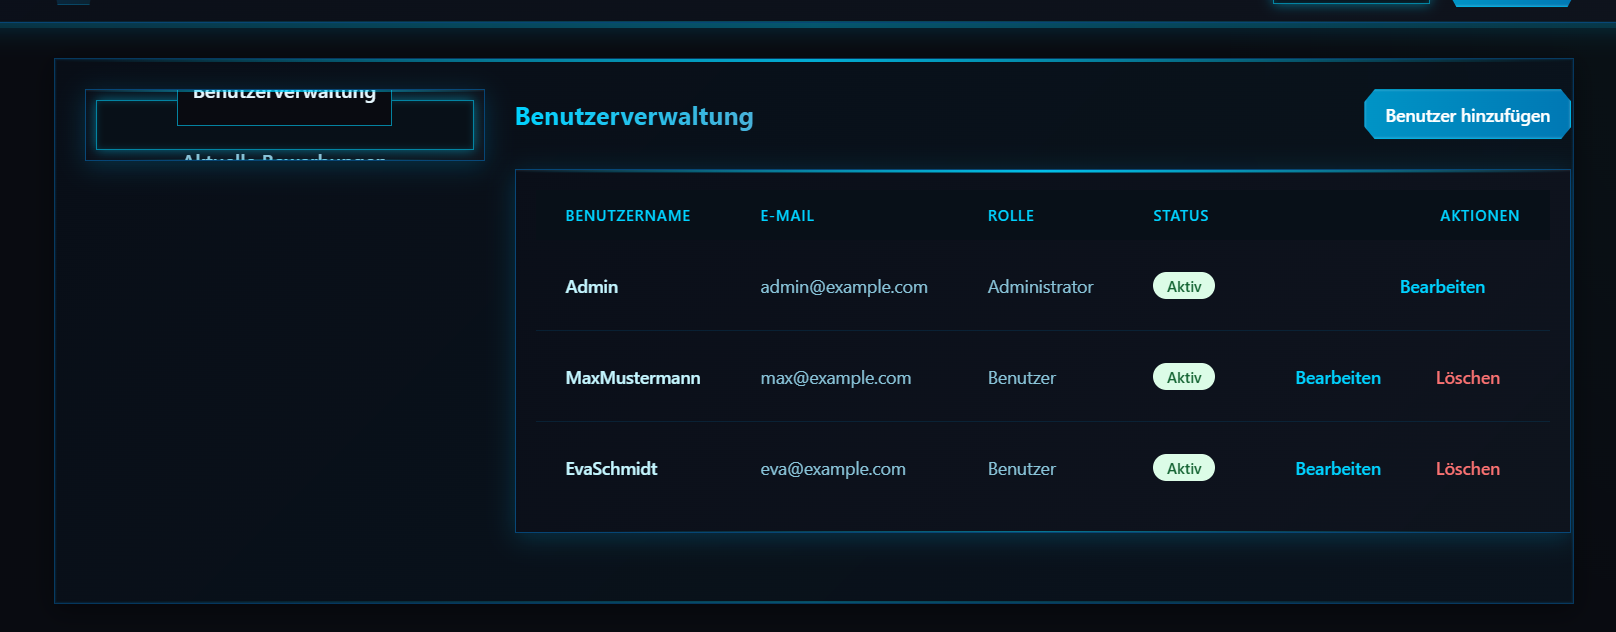 Benutzerverwaltung
Aktuelle Bewerbungen
Benutzerverwaltung
Benutzer hinzufügen
BENUTZERNAME E-MAIL ROLLE STATUS AKTIONEN
Admin admin@example.com Administrator Aktiv Bearbeiten
MaxMustermann max@example.com Benutzer Aktiv Bearbeiten Löschen
EvaSchmidt eva@example.com Benutzer Aktiv Bearbeiten Löschen